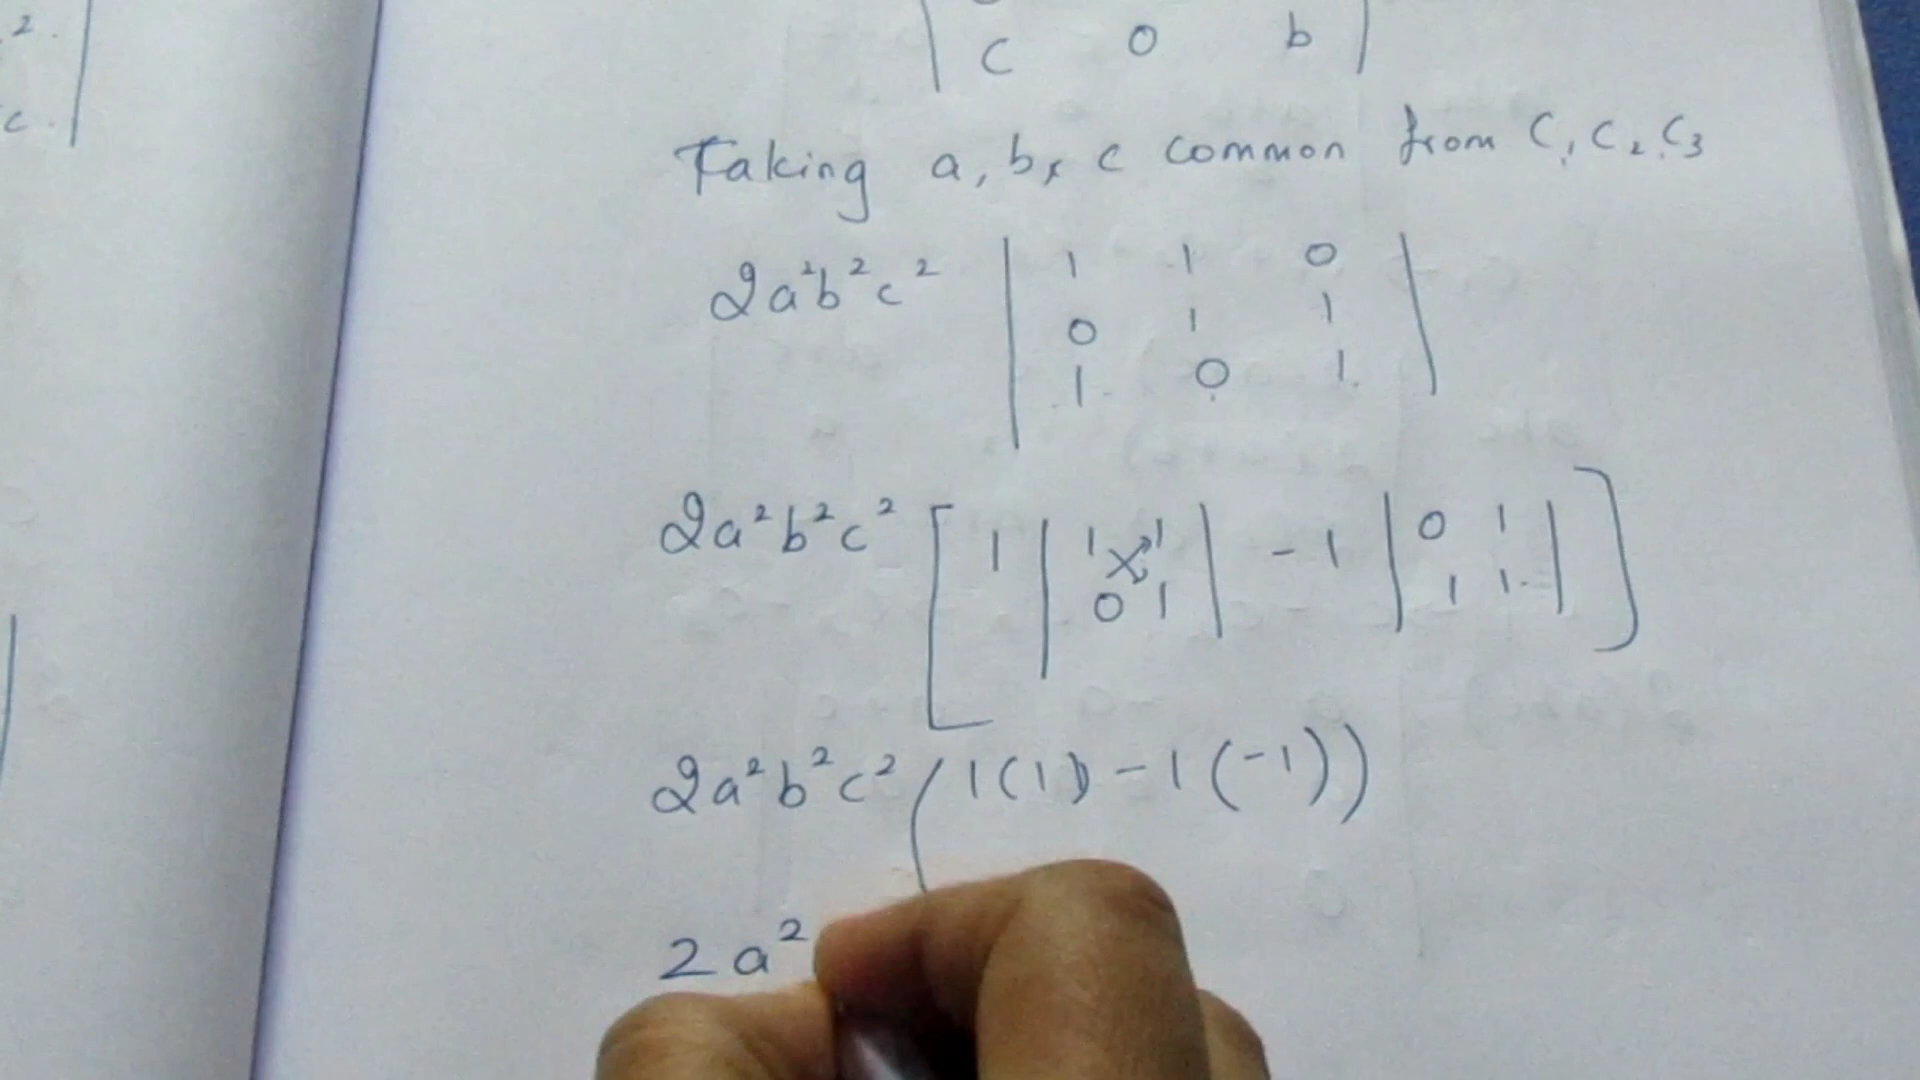 2.
c.
| c 0 b |
Taking a, b, c common from C₁ C₂ C₃
2a²b²c² | 1 1 0 |
| 0 1 1 |
| 1 0 1 |
2a²b²c² [ 1 | 1 1 | - 1 | 0 1 | ]
| 0 1 | | 1 1 |
2a²b²c² ( 1(1) - 1(-1))
2a²